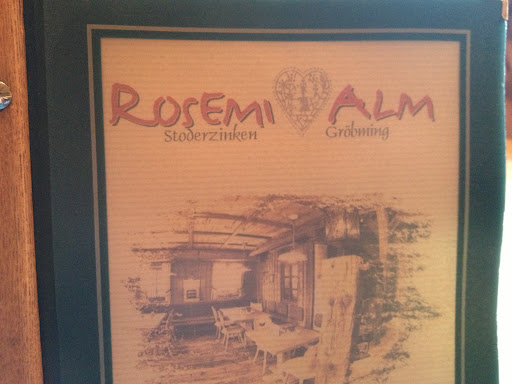 ROSEMI ALM
Stoderzinken Gröbming